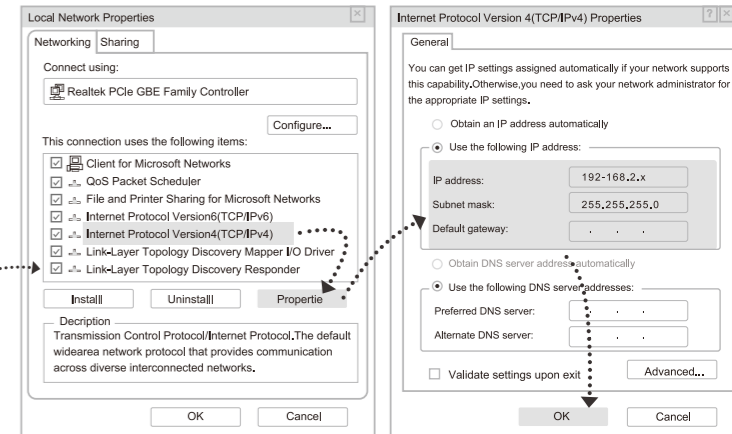 Local Network Properties
Networking Sharing
Connect using:
Realtek PCIe GBE Family Controller
Configure...
This connection uses the following items:
Client for Microsoft Networks
QoS Packet Scheduler
File and Printer Sharing for Microsoft Networks
Internet Protocol Version6(TCP/IPv6)
Internet Protocol Version4(TCP/IPv4)
Link-Layer Topology Discovery Mapper I/O Driver
Link-Layer Topology Discovery Responder
Install Uninstall Propertie
Decription
Transmission Control Protocol/Internet Protocol.The default
widearea network protocol that provides communication
across diverse interconnected networks.
OK Cancel
Internet Protocol Version 4(TCP/IPv4) Properties
General
You can get IP settings assigned automatically if your network supports
this capability.Otherwise,you need to ask your network administrator for
the appropriate IP settings.
Obtain an IP address automatically
Use the following IP address:
IP address: 192-168.2.x
Subnet mask: 255.255.255.0
Default gateway: . . .
Obtain DNS server address automatically
Use the following DNS server addresses:
Preferred DNS server: . . .
Alternate DNS server: . . .
Validate settings upon exit Advanced...
OK Cancel